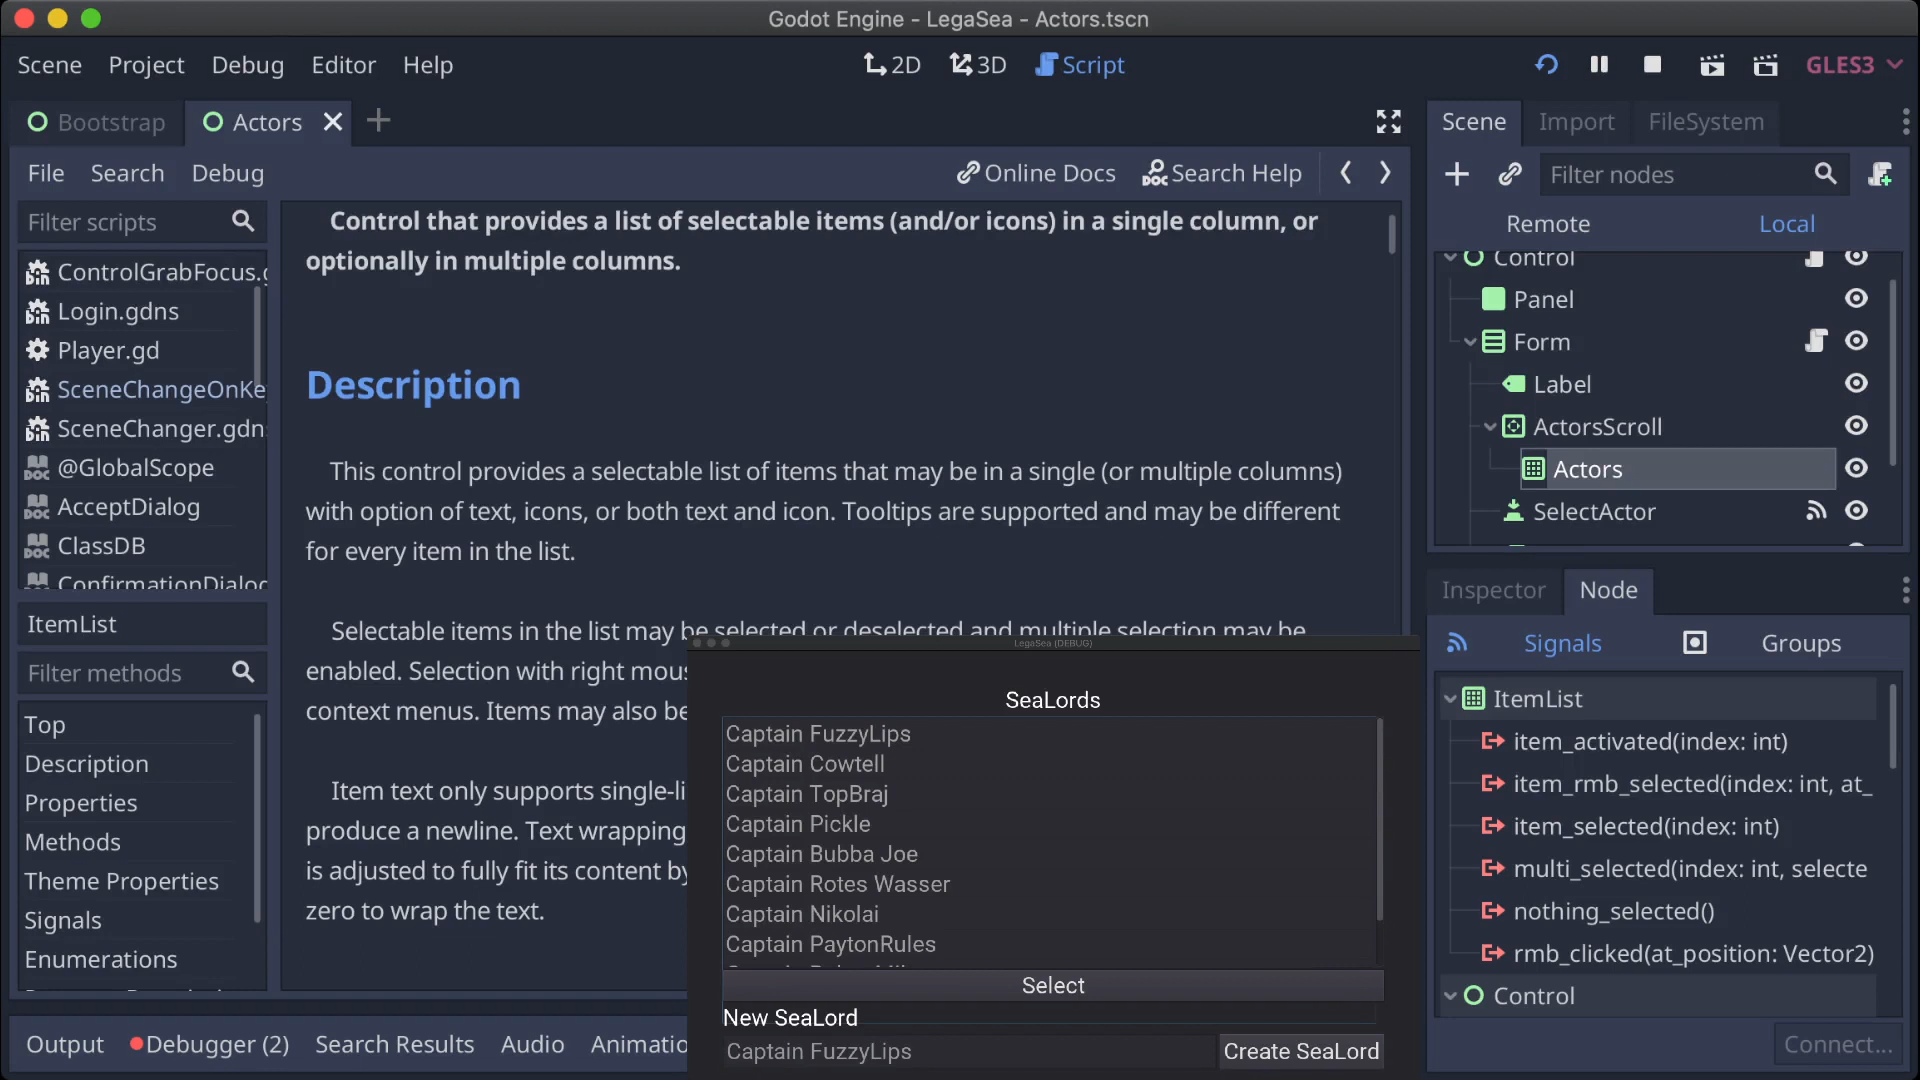 Godot Engine - LegaSea - Actors.tscn
Scene Project Debug Editor Help
2D 3D Script
GLES3
Bootstrap Actors
File Search Debug
Online Docs Search Help
Filter scripts
ControlGrabFocus.g
Login.gdns
Player.gd
SceneChangeOnKe
SceneChanger.gdn
@GlobalScope
AcceptDialog
ClassDB
ConfirmationDialog
ItemList
Filter methods
Top
Description
Properties
Methods
Theme Properties
Signals
Enumerations
Control that provides a list of selectable items (and/or icons) in a single column, or
optionally in multiple columns.
Description
This control provides a selectable list of items that may be in a single (or multiple columns)
with option of text, icons, or both text and icon. Tooltips are supported and may be different
for every item in the list.
Selectable items in the list may be selected or deselected and multiple selection may be
enabled. Selection with right mous
context menus. Items may also be
Item text only supports single-li
produce a newline. Text wrapping
is adjusted to fully fit its content by
zero to wrap the text.
LegaSea (DEBUG)
SeaLords
Captain FuzzyLips
Captain Cowtell
Captain TopBraj
Captain Pickle
Captain Bubba Joe
Captain Rotes Wasser
Captain Nikolai
Captain PaytonRules
Select
New SeaLord
Captain FuzzyLips
Create SeaLord
Output Debugger (2) Search Results Audio Animatio
Scene Import FileSystem
Filter nodes
Remote Local
Control
Panel
Form
Label
ActorsScroll
Actors
SelectActor
Inspector Node
Signals Groups
ItemList
item_activated(index: int)
item_rmb_selected(index: int, at_
item_selected(index: int)
multi_selected(index: int, selecte
nothing_selected()
rmb_clicked(at_position: Vector2)
Control
Connect...